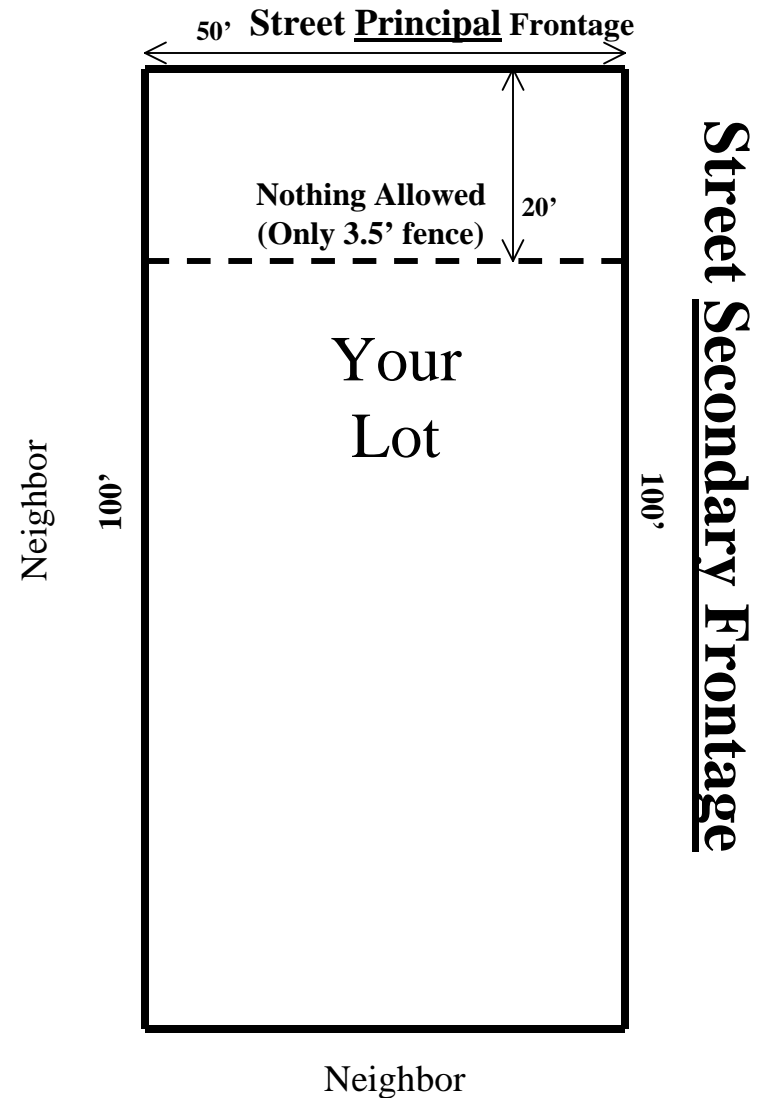 50’ Street Principal Frontage
Nothing Allowed
(Only 3.5’ fence)
20’
Your
Lot
Neighbor
100’
100’
Street Secondary Frontage
Neighbor